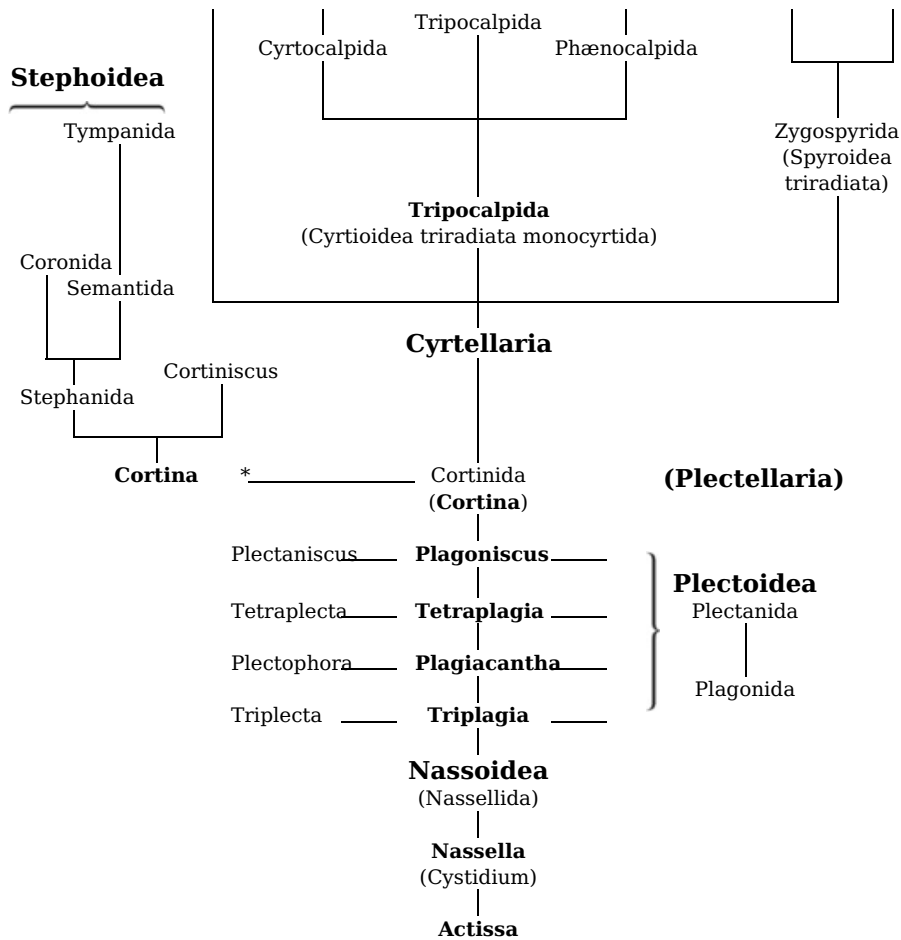 Tripocalpida
Cyrtocalpida
Phænocalpida
Stephoidea
Tympanida
Zygospyrida
(Spyroidea
triradiata)
Tripocalpida
(Cyrtioidea triradiata monocyrtida)
Coronida
Semantida
Cyrtellaria
Cortiniscus
Stephanida
Cortina
*
Cortinida
(Cortina)
(Plectellaria)
Plectaniscus
Plagoniscus
Plectoidea
Tetraplecta
Tetraplagia
Plectanida
Plectophora
Plagiacantha
Plagonida
Triplecta
Triplagia
Nassoidea
(Nassellida)
Nassella
(Cystidium)
Actissa